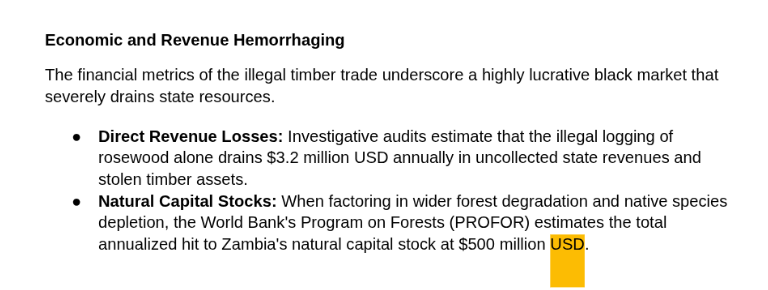 Economic and Revenue Hemorrhaging
The financial metrics of the illegal timber trade underscore a highly lucrative black market that
severely drains state resources.
● Direct Revenue Losses: Investigative audits estimate that the illegal logging of
rosewood alone drains $3.2 million USD annually in uncollected state revenues and
stolen timber assets.
● Natural Capital Stocks: When factoring in wider forest degradation and native species
depletion, the World Bank's Program on Forests (PROFOR) estimates the total
annualized hit to Zambia's natural capital stock at $500 million USD.